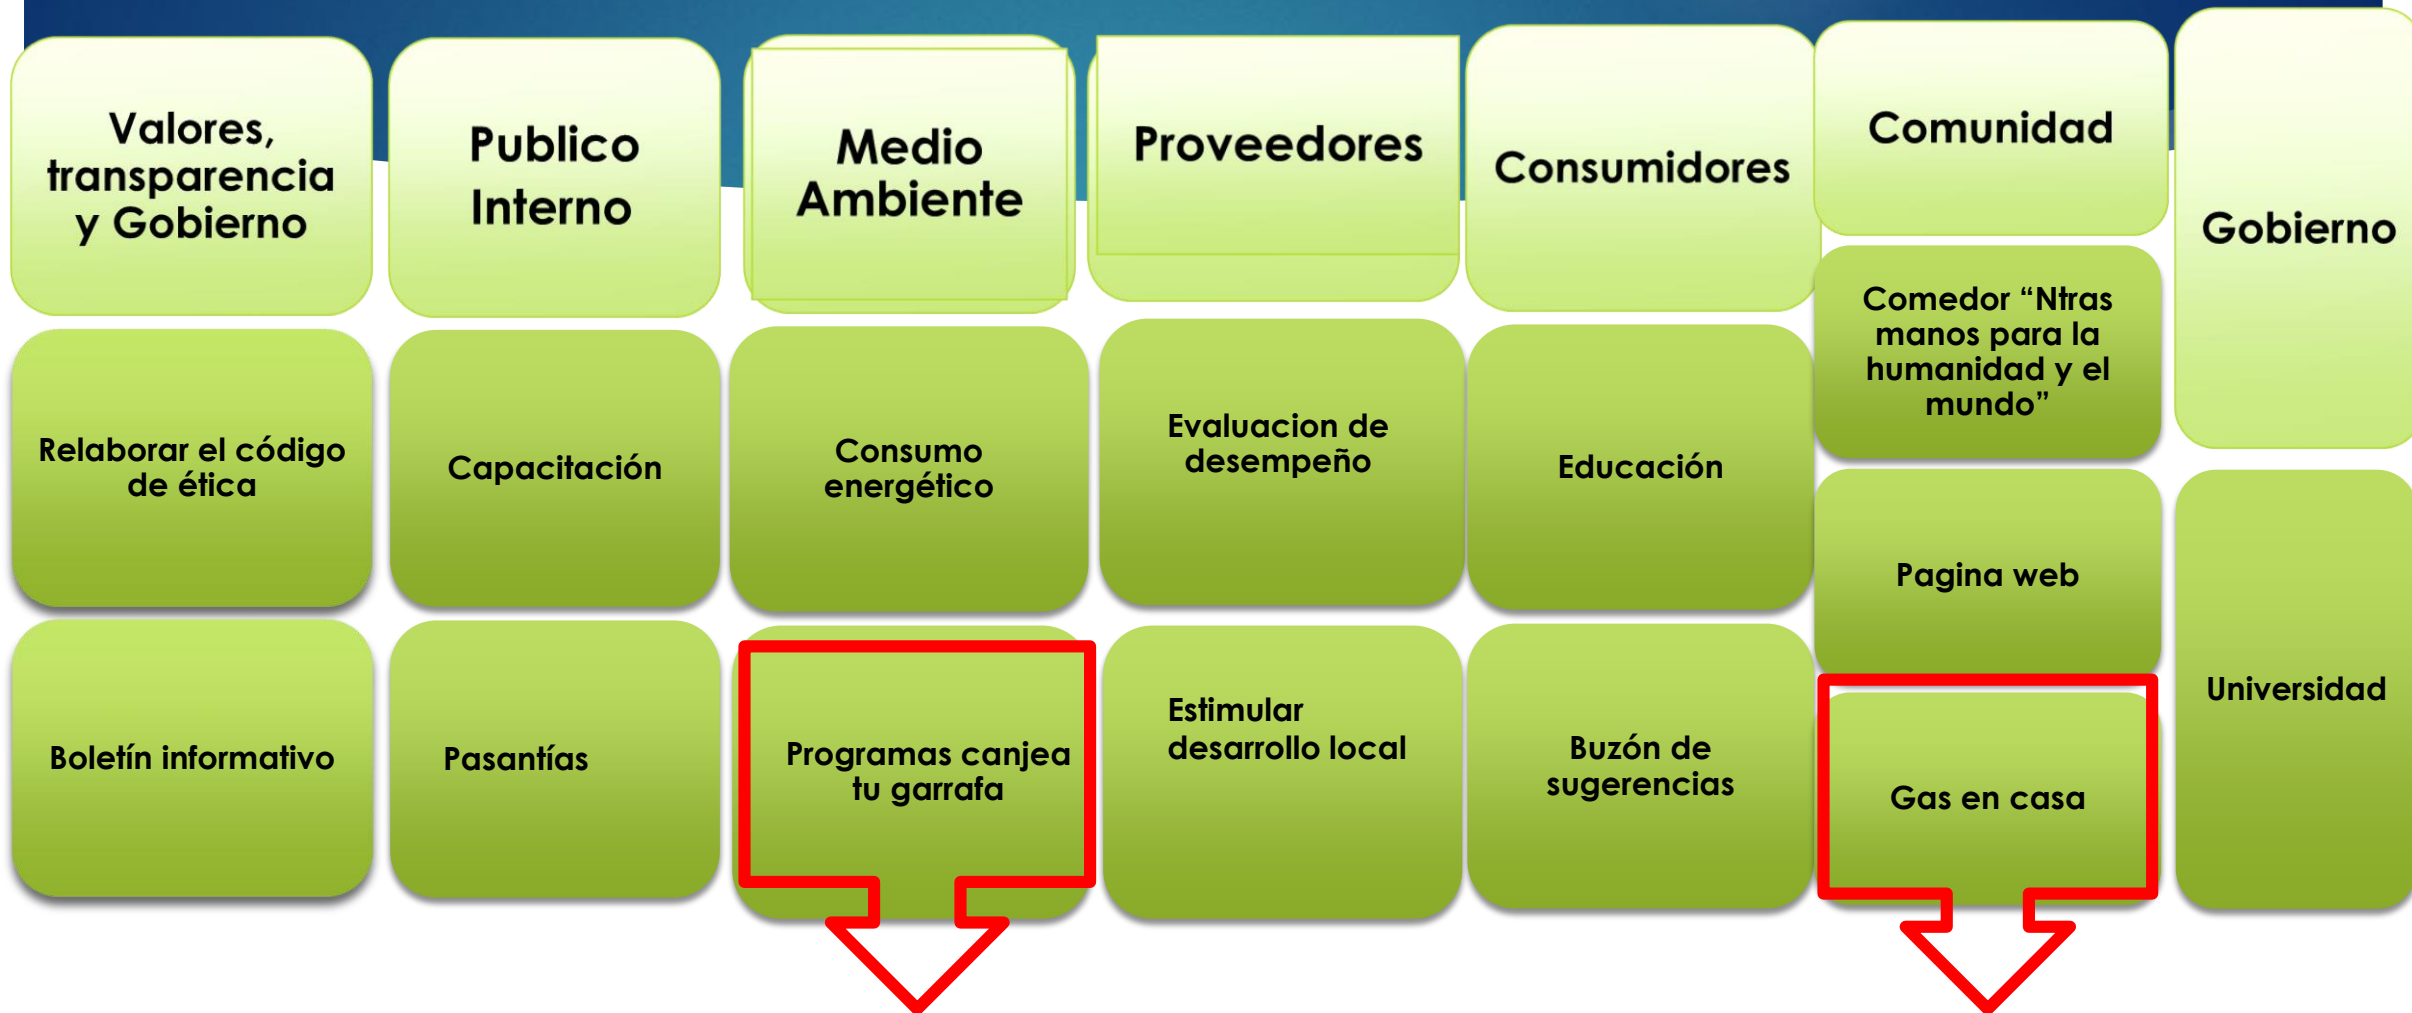 Valores,
transparencia
y Gobierno
Relaborar el código
de ética
Boletín informativo
Publico
Interno
Capacitación
Pasantías
Medio
Ambiente
Consumo
energético
Programas canjea
tu garrafa
Proveedores
Evaluacion de
desempeño
Estimular
desarrollo local
Consumidores
Educación
Buzón de
sugerencias
Comunidad
Comedor “Ntras
manos para la
humanidad y el
mundo”
Pagina web
Gas en casa
Gobierno
Universidad